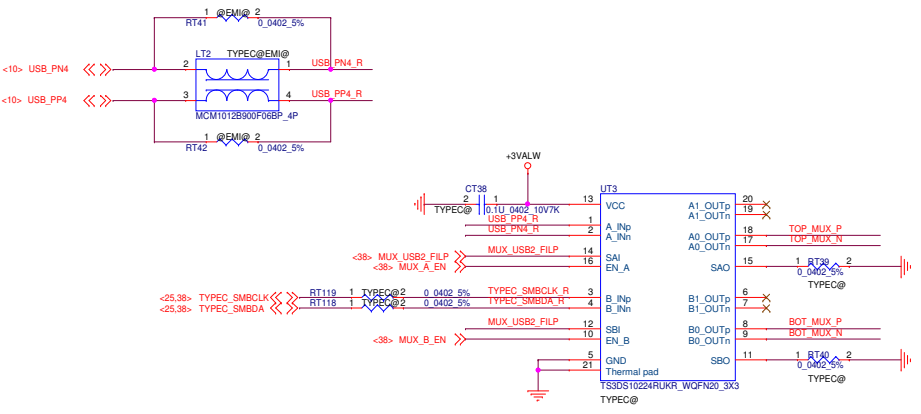 1 @EMI@ 2
RT41 0_0402_5%
LT2 TYPEC@EMI@
<10> USB_PN4 2 1 USB_PN4_R
<10> USB_PP4 3 4 USB_PP4_R
MCM1012B900F06BP_4P
1 @EMI@ 2
RT42 0_0402_5%
+3VALW
CT38 UT3
2 1 13 VCC A1_OUTp 20
TYPEC@ 0.1U_0402_10V7K A1_OUTn 19
USB_PP4_R 1 A_INp
USB_PN4_R 2 A_INn A0_OUTp 18 TOP_MUX_P
A0_OUTn 17 TOP_MUX_N
<38> MUX_USB2_FILP MUX_USB2_FILP 14 SAI
<38> MUX_A_EN 16 EN_A SAO 15 1 RT39 2
0_0402_5%
TYPEC@
<25,38> TYPEC_SMBCLK RT119 1 TYPEC@ 2 0_0402_5% TYPEC_SMBCLK_R 3 B_INp B1_OUTp 6
<25,38> TYPEC_SMBDA RT118 1 TYPEC@ 2 0_0402_5% TYPEC_SMBDA_R 4 B_INn B1_OUTn 7
MUX_USB2_FILP 12 SBI B0_OUTp 8 BOT_MUX_P
<38> MUX_B_EN 10 EN_B B0_OUTn 9 BOT_MUX_N
5 GND SBO 11 1 RT40 2
21 Thermal pad 0_0402_5%
TYPEC@
TS3DS10224RUKR_WQFN20_3X3
TYPEC@